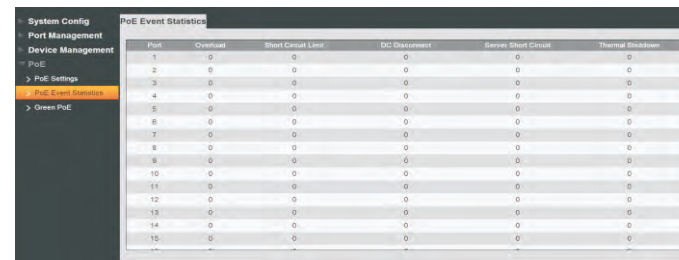 System Config
Port Management
Device Management
PoE
PoE Settings
PoE Event Statistics
Green PoE
PoE Event Statistics
Port Overload Short Circuit Limit DC Disconnect Server Short Circuit Thermal Shutdown
1 0 0 0 0 0
2 0 0 0 0 0
3 0 0 0 0 0
4 0 0 0 0 0
5 0 0 0 0 0
6 0 0 0 0 0
7 0 0 0 0 0
8 0 0 0 0 0
9 0 0 0 0 0
10 0 0 0 0 0
11 0 0 0 0 0
12 0 0 0 0 0
13 0 0 0 0 0
14 0 0 0 0 0
15 0 0 0 0 0